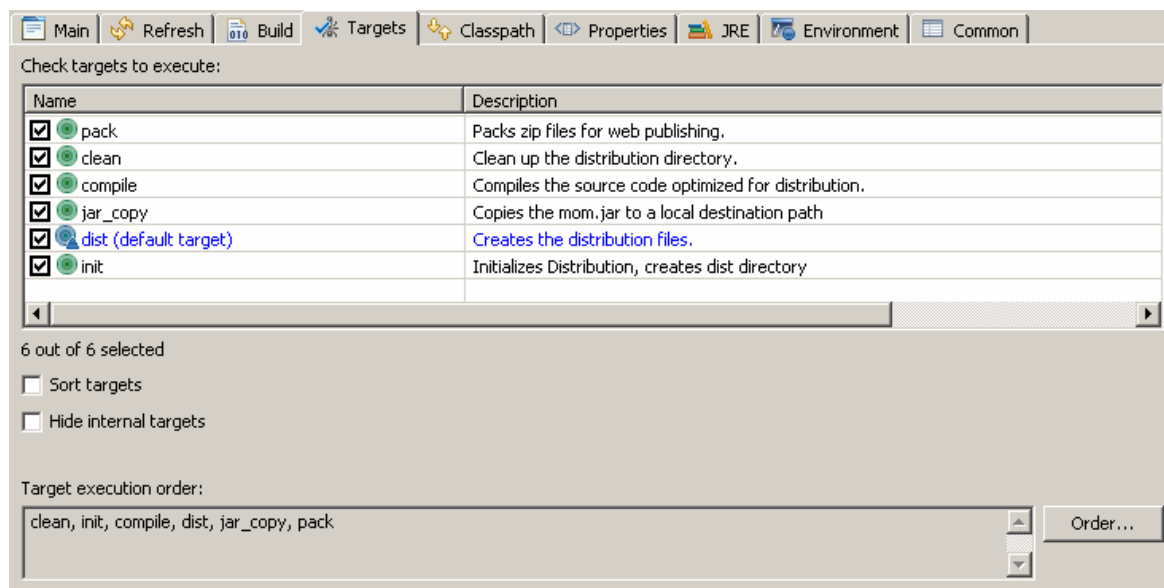 Main Refresh Build Targets Classpath Properties JRE Environment Common
Check targets to execute:
Name Description
pack Packs zip files for web publishing.
clean Clean up the distribution directory.
compile Compiles the source code optimized for distribution.
jar_copy Copies the mom.jar to a local destination path
dist (default target) Creates the distribution files.
init Initializes Distribution, creates dist directory
6 out of 6 selected
Sort targets
Hide internal targets
Target execution order:
clean, init, compile, dist, jar_copy, pack
Order...